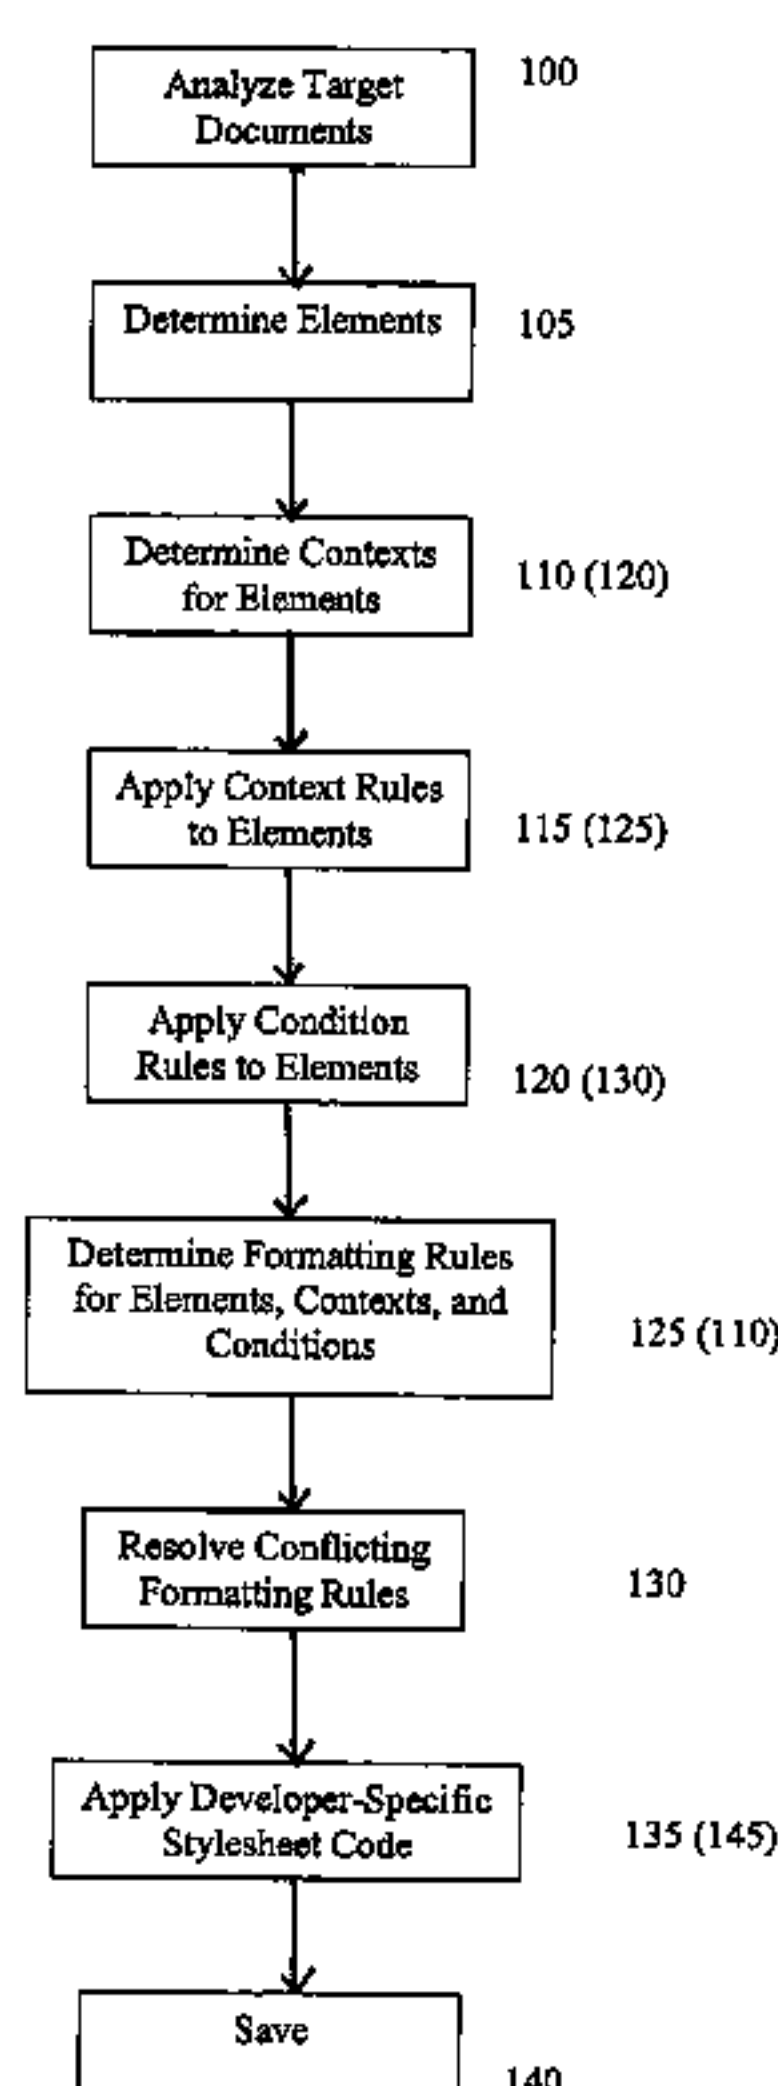 Analyze Target
Documents
100
Determine Elements
105
Determine Contexts
for Elements
110 (120)
Apply Context Rules
to Elements
115 (125)
Apply Condition
Rules to Elements
120 (130)
Determine Formatting Rules
for Elements, Contexts, and
Conditions
125 (110)
Resolve Conflicting
Formatting Rules
130
Apply Developer-Specific
Stylesheet Code
135 (145)
Save
140